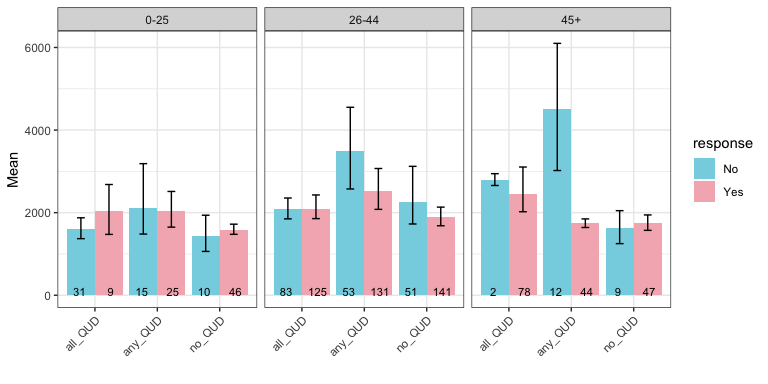 0-25
26-44
45+
6000
4000
2000
0
Mean
31 9 15 25 10 46
83 125 53 131 51 141
2 78 12 44 9 47
all_QUD any_QUD no_QUD
all_QUD any_QUD no_QUD
all_QUD any_QUD no_QUD
response
No
Yes